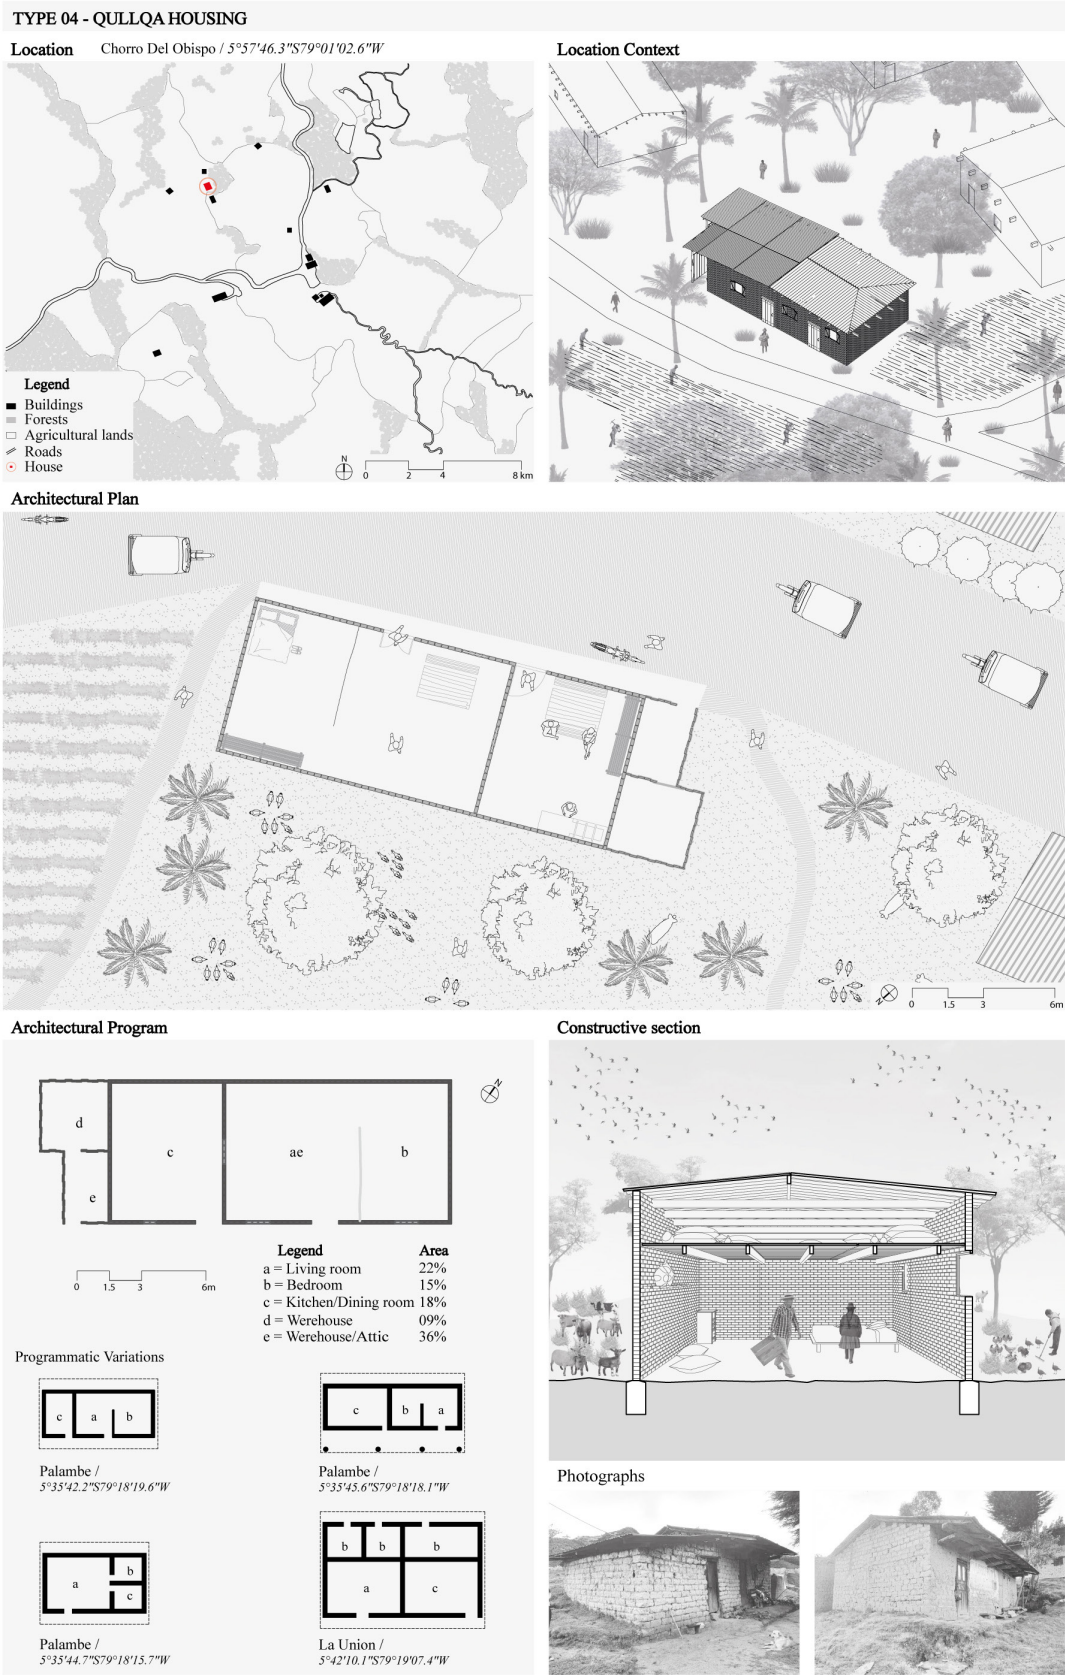 TYPE 04 - QULLQA HOUSING
Location Chorro Del Obispo / 5°57'46.3"S79°01'02.6"W
Legend
Buildings
Forests
Agricultural lands
Roads
House
N
0 2 4 8 km
Location Context
Architectural Plan
N
0 1.5 3 6m
Architectural Program
N
d
c
ae
b
e
0 1.5 3 6m
Legend Area
a = Living room 22%
b = Bedroom 15%
c = Kitchen/Dining room 18%
d = Werehouse 09%
e = Werehouse/Attic 36%
Programmatic Variations
c a b
Palambe /
5°35'42.2"S79°18'19.6"W
c b a
Palambe /
5°35'45.6"S79°18'18.1"W
a b
c
Palambe /
5°35'44.7"S79°18'15.7"W
b b b
a c
La Union /
5°42'10.1"S79°19'07.4"W
Constructive section
Photographs